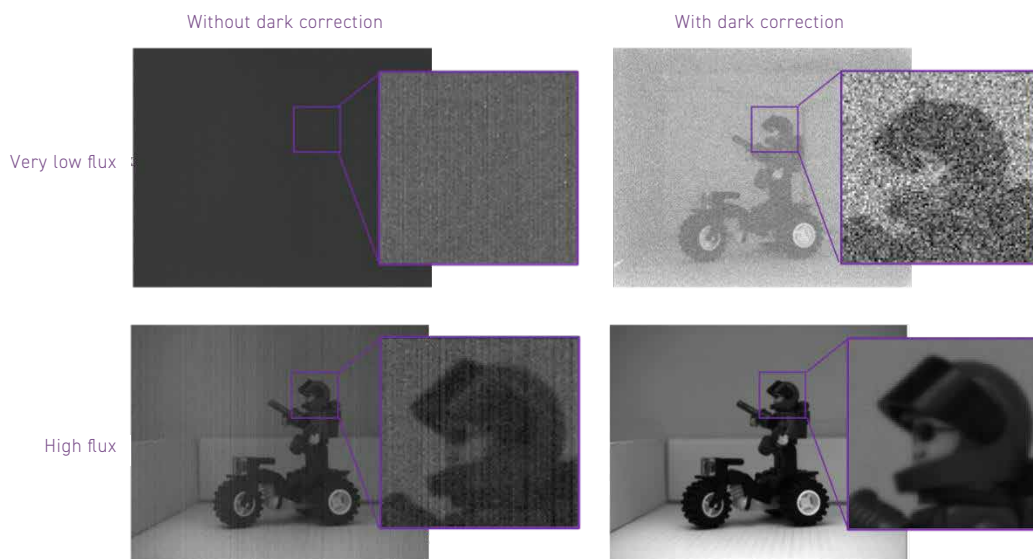 Without dark correction
With dark correction
Very low flux
High flux